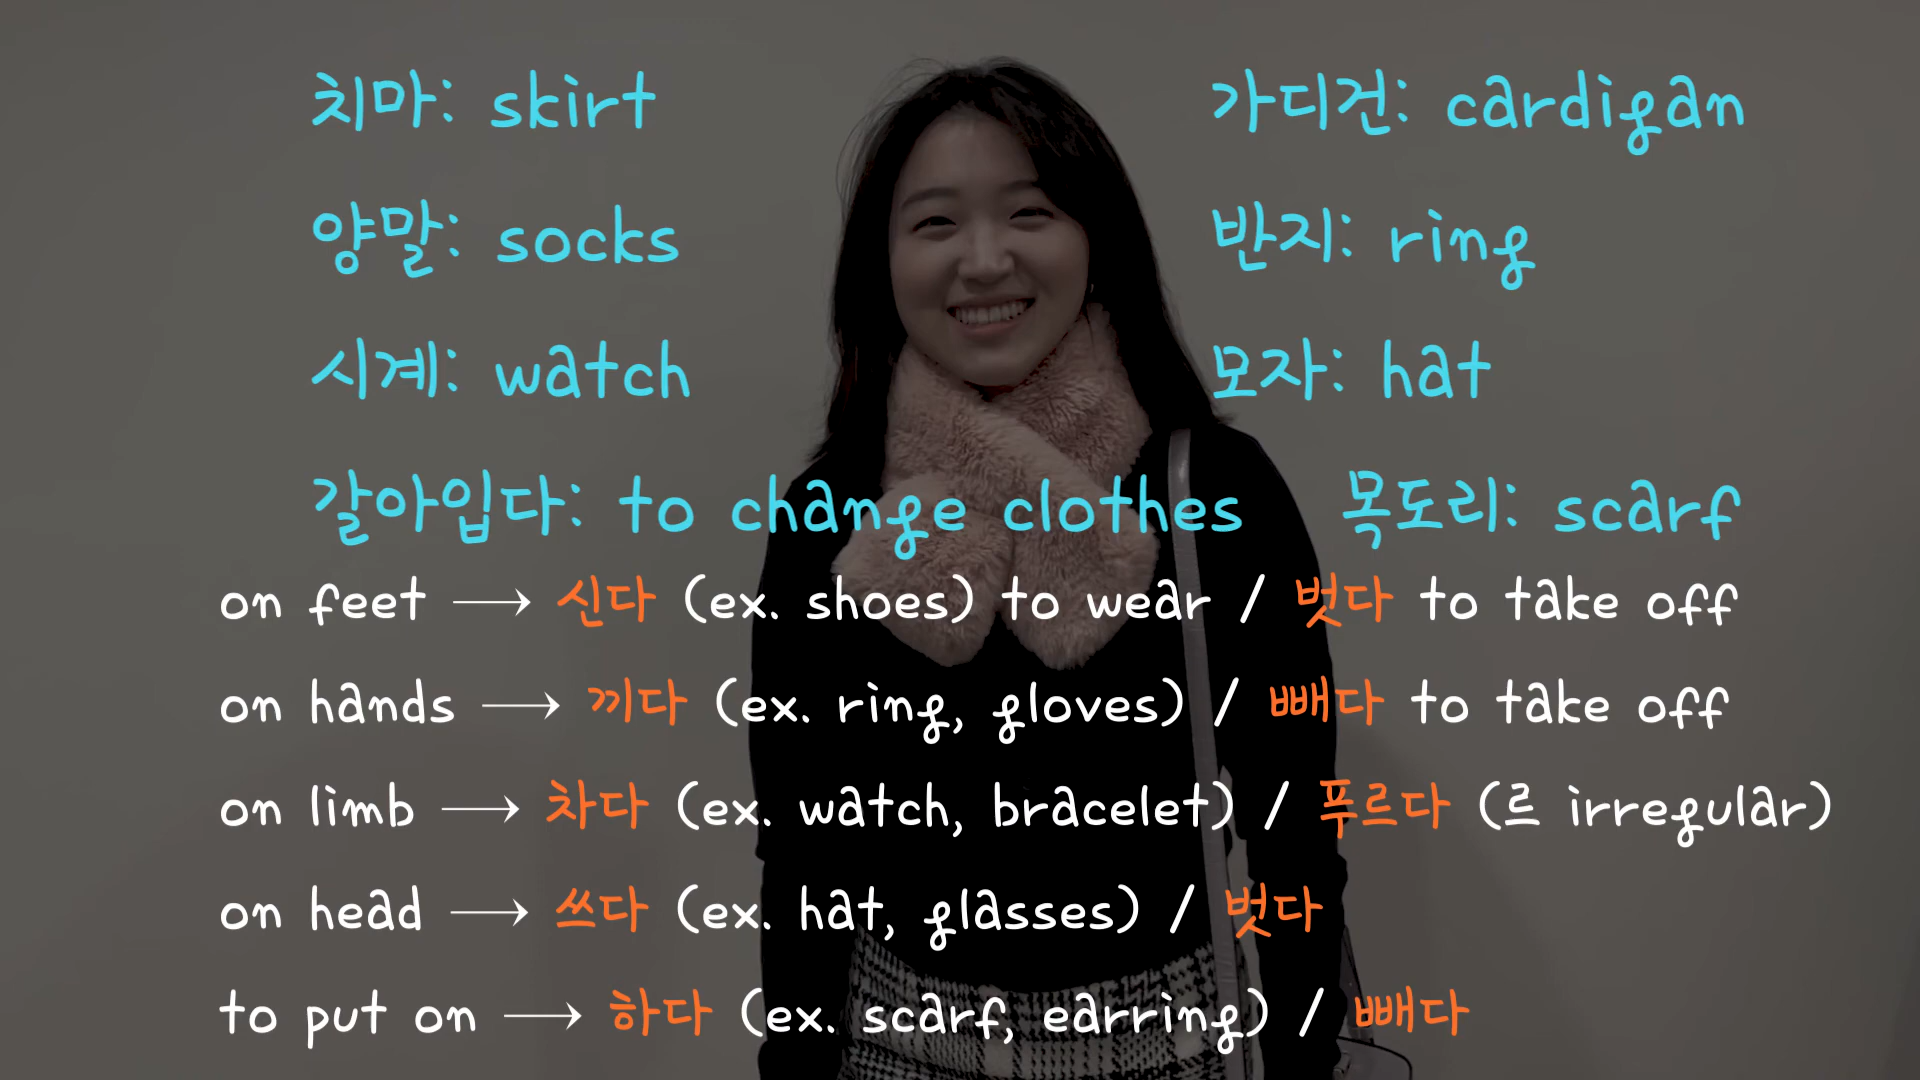 치마: skirt 가디건: cardigan
양말: socks 반지: ring
시계: watch 모자: hat
갈아입다: to change clothes 목도리: scarf
on feet → 신다 (ex. shoes) to wear / 벗다 to take off
on hands → 끼다 (ex. ring, gloves) / 빼다 to take off
on limb → 차다 (ex. watch, bracelet) / 푸르다 (르 irregular)
on head → 쓰다 (ex. hat, glasses) / 벗다
to put on → 하다 (ex. scarf, earring) / 빼다